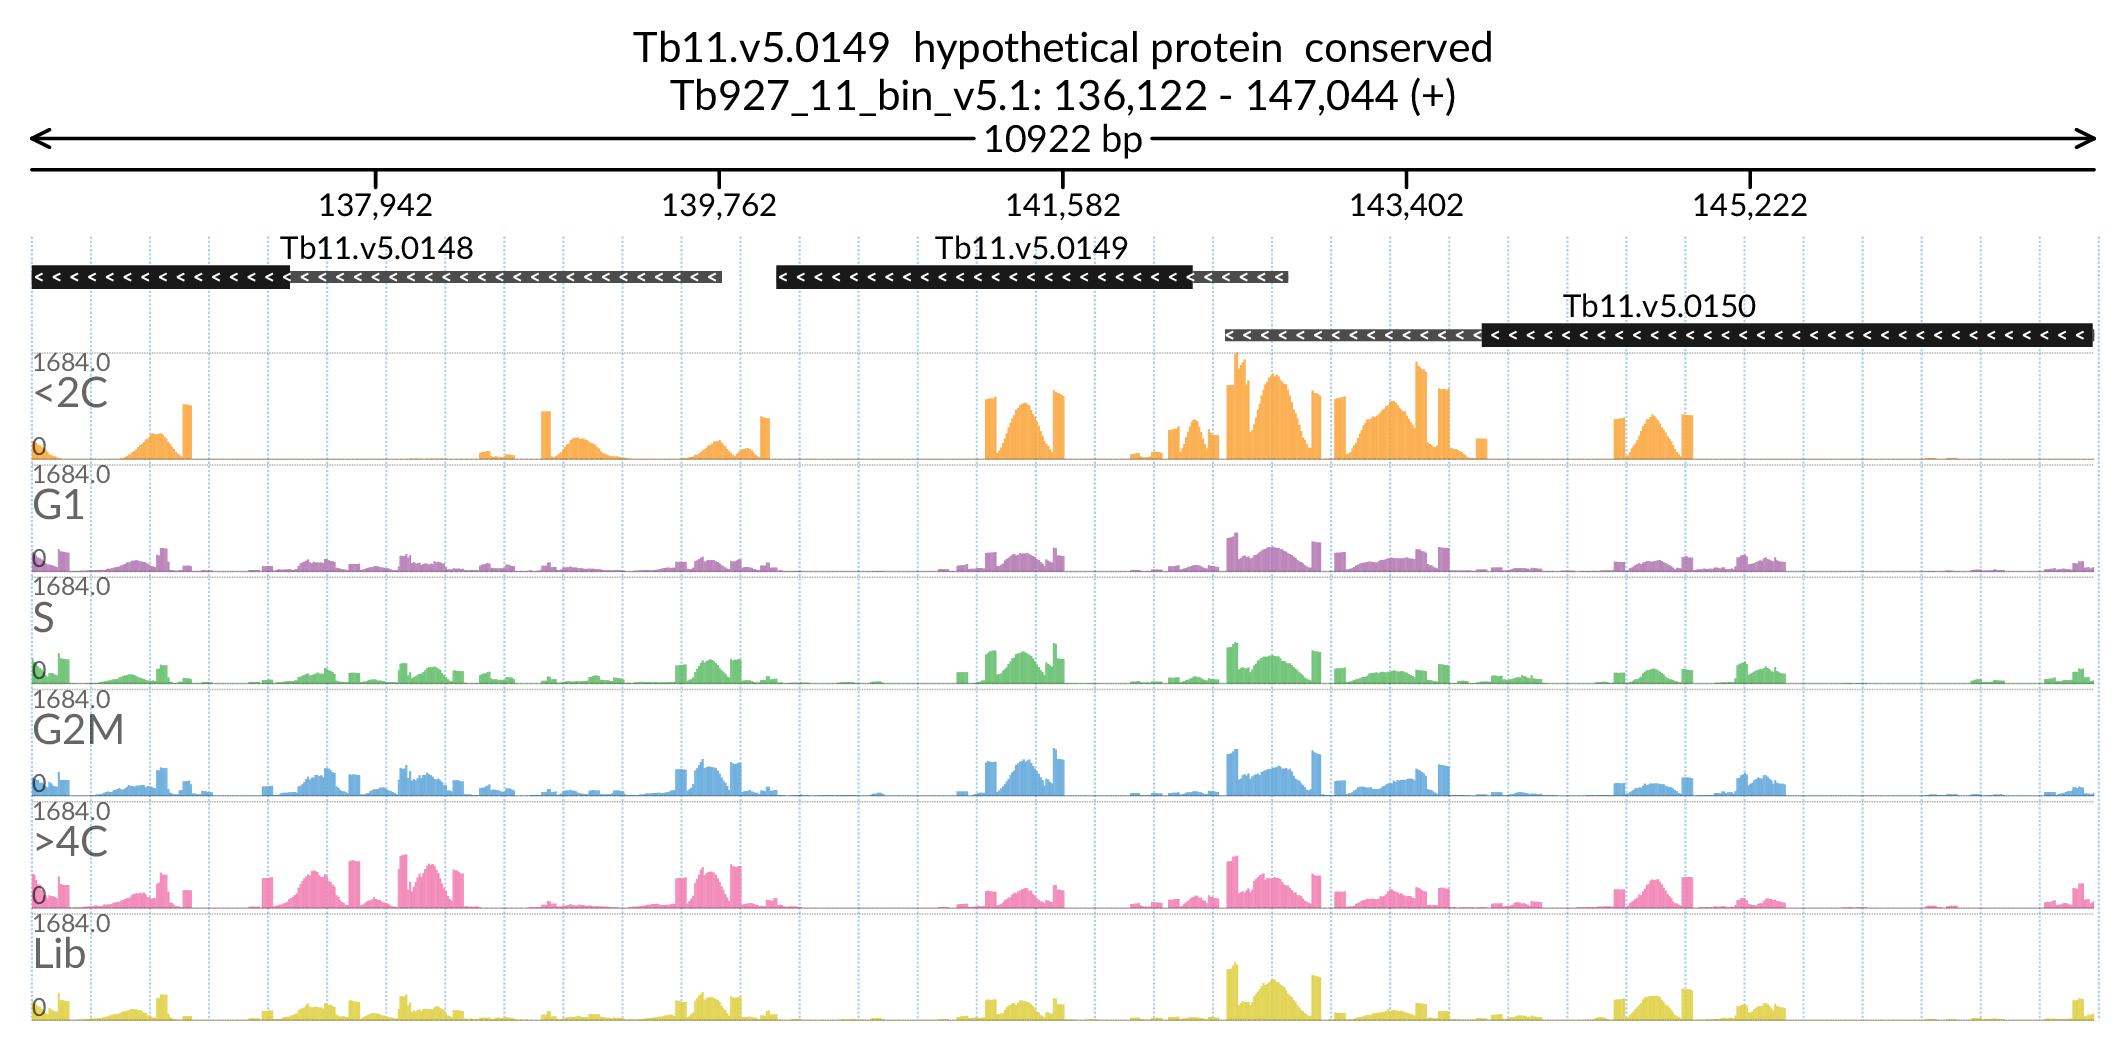 Tb11.v5.0149  hypothetical protein  conserved
Tb927_11_bin_v5.1: 136,122 - 147,044 (+)
10922 bp
137,942 139,762 141,582 143,402 145,222
Tb11.v5.0148 Tb11.v5.0149
Tb11.v5.0150
1684.0
<2C
0
1684.0
G1
0
1684.0
S
0
1684.0
G2M
0
1684.0
>4C
0
1684.0
Lib
0